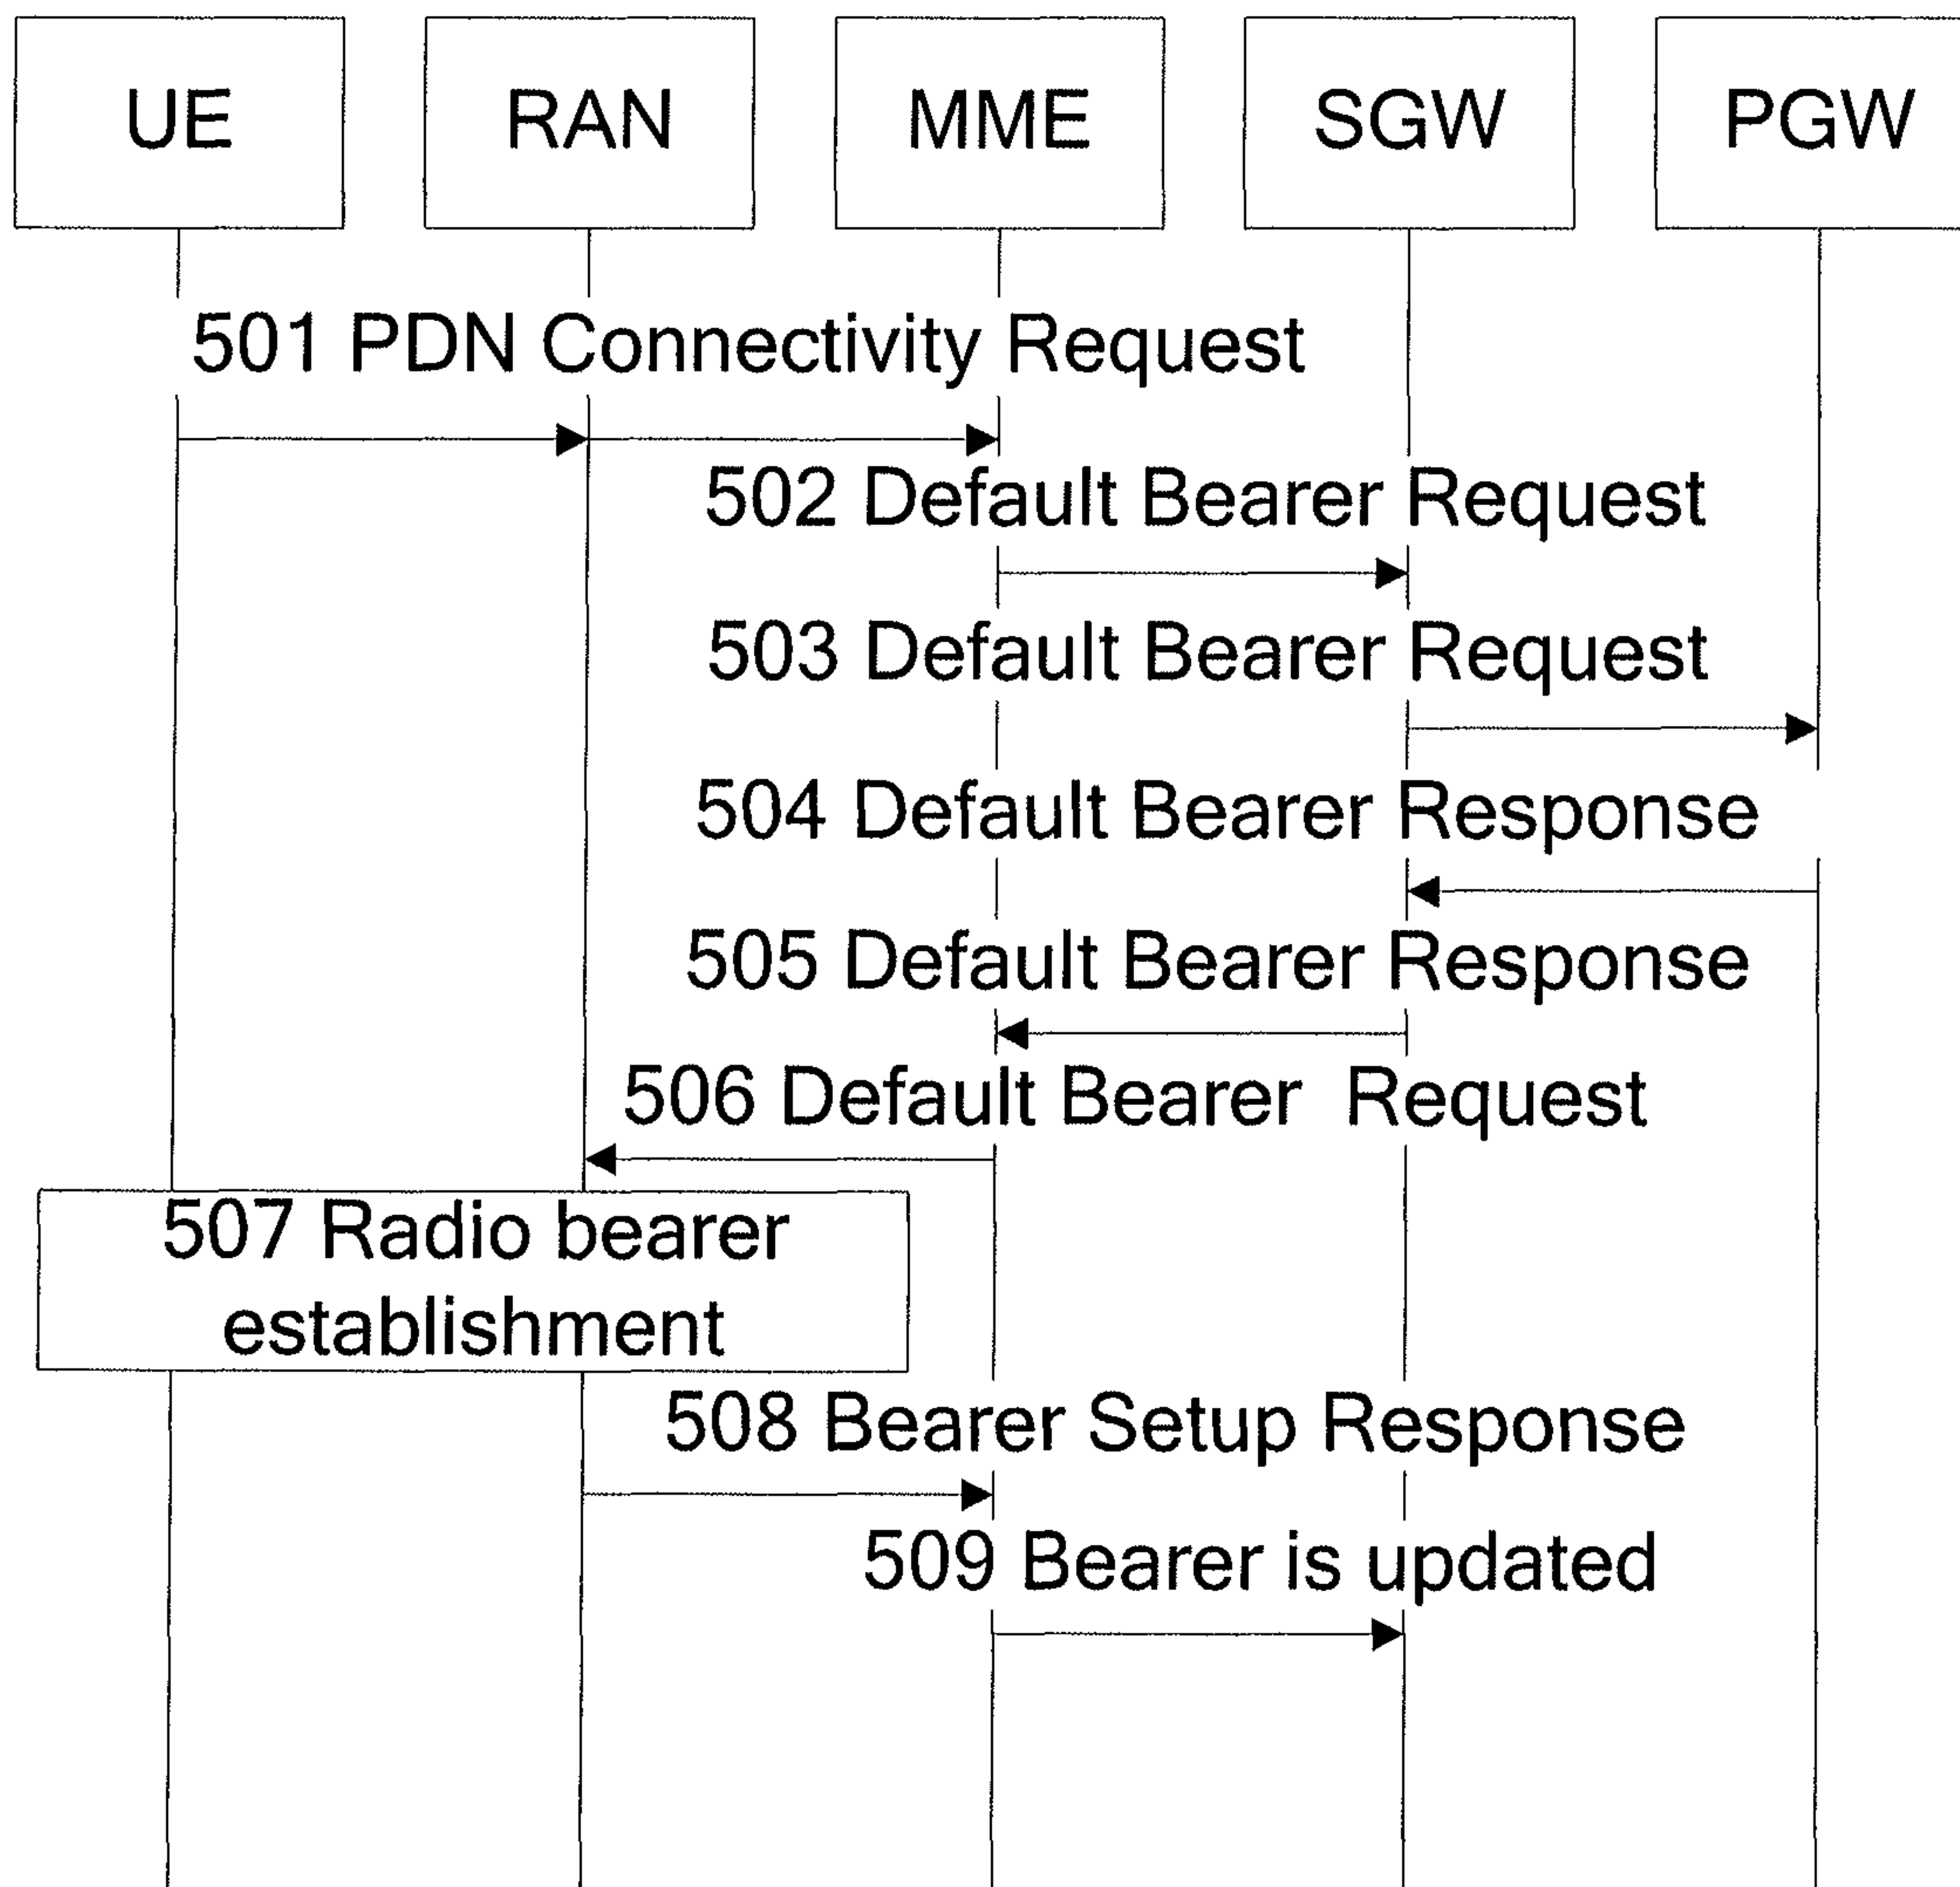 UE
RAN
MME
SGW
PGW
501 PDN Connectivity Request
502 Default Bearer Request
503 Default Bearer Request
504 Default Bearer Response
505 Default Bearer Response
506 Default Bearer Request
507 Radio bearer
establishment
508 Bearer Setup Response
509 Bearer is updated